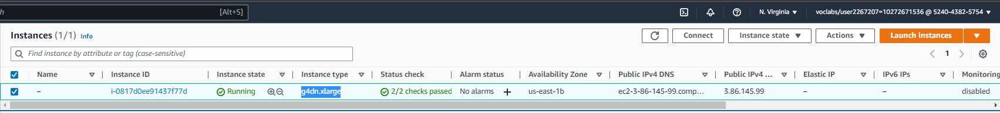 h [Alt+S] N. Virginia voclabs/user2267207=10272671536 @ 5240-4382-5754
Instances (1/1) Info Connect Instance state Actions Launch instances
Find instance by attribute or tag (case-sensitive) 1
Name Instance ID Instance state Instance type Status check Alarm status Availability Zone Public IPv4 DNS Public IPv4 ... Elastic IP IPv6 IPs Monitoring
– i-0817d0ee91437f77d Running g4dn.xlarge 2/2 checks passed No alarms + us-east-1b ec2-3-86-145-99.comp... 3.86.145.99 – – disabled